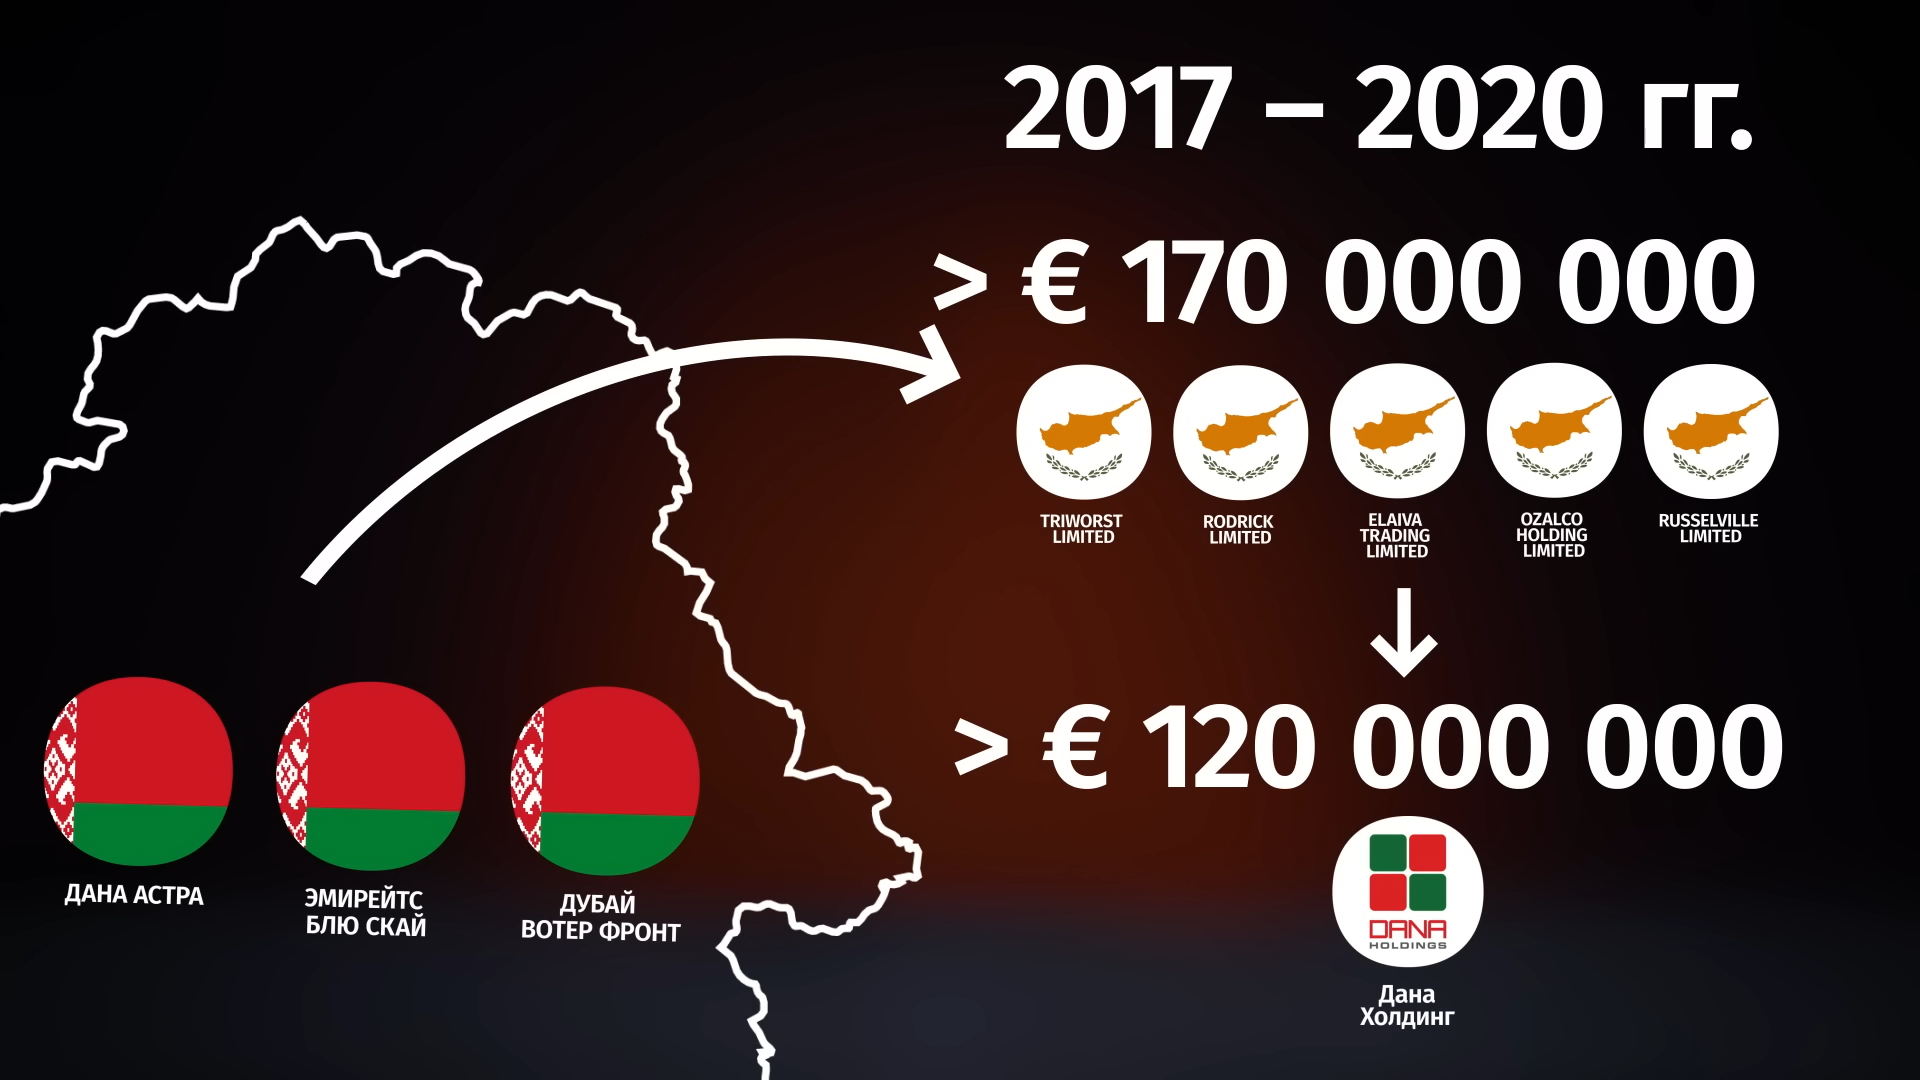 2017 – 2020 гг.
> € 170 000 000
TRIWORST
LIMITED
RODRICK
LIMITED
ELAIVA
TRADING
LIMITED
OZALCO
HOLDING
LIMITED
RUSSELVILLE
LIMITED
> € 120 000 000
DANA
HOLDINGS
Дана
Холдинг
ДАНА АСТРА
ЭМИРЕЙТС
БЛЮ СКАЙ
ДУБАЙ
ВОТЕР ФРОНТ